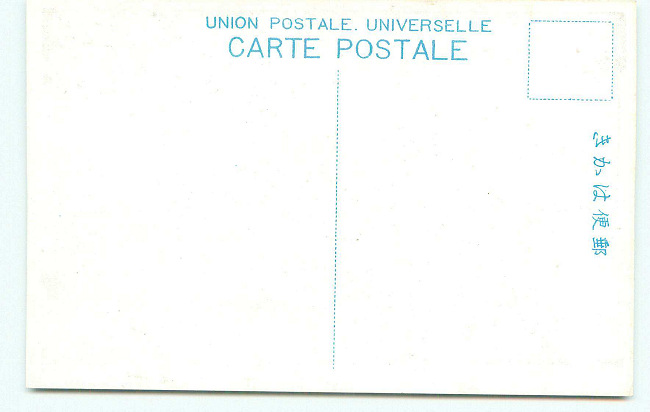 UNION POSTALE. UNIVERSELLE
CARTE POSTALE
郵便はかき